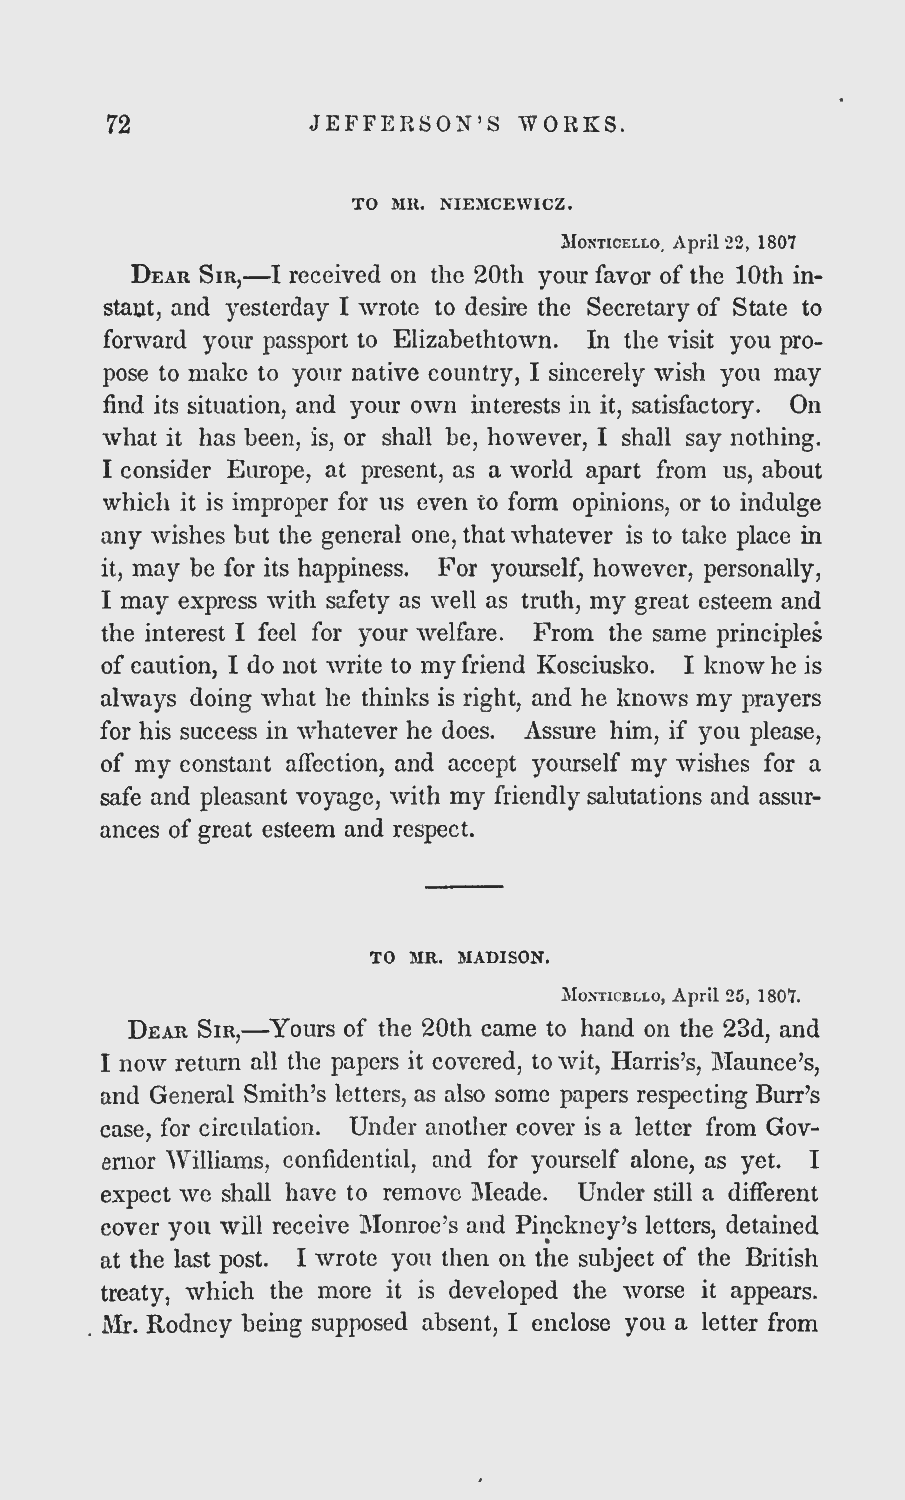 72 JEFFERSON'S WORKS.
TO MR. NIEMCEWICZ.
MONTICELLO, April 22, 1807
DEAR SIR,—I received on the 20th your favor of the 10th in-
stant, and yesterday I wrote to desire the Secretary of State to
forward your passport to Elizabethtown. In the visit you pro-
pose to make to your native country, I sincerely wish you may
find its situation, and your own interests in it, satisfactory. On
what it has been, is, or shall be, however, I shall say nothing.
I consider Europe, at present, as a world apart from us, about
which it is improper for us even to form opinions, or to indulge
any wishes but the general one, that whatever is to take place in
it, may be for its happiness. For yourself, however, personally,
I may express with safety as well as truth, my great esteem and
the interest I feel for your welfare. From the same principles
of caution, I do not write to my friend Kosciusko. I know he is
always doing what he thinks is right, and he knows my prayers
for his success in whatever he does. Assure him, if you please,
of my constant affection, and accept yourself my wishes for a
safe and pleasant voyage, with my friendly salutations and assur-
ances of great esteem and respect.
TO MR. MADISON.
MONTICELLO, April 25, 1807.
DEAR SIR,—Yours of the 20th came to hand on the 23d, and
I now return all the papers it covered, to wit, Harris's, Maunce's,
and General Smith's letters, as also some papers respecting Burr's
case, for circulation. Under another cover is a letter from Gov-
ernor Williams, confidential, and for yourself alone, as yet. I
expect we shall have to remove Meade. Under still a different
cover you will receive Monroe's and Pinckney's letters, detained
at the last post. I wrote you then on the subject of the British
treaty, which the more it is developed the worse it appears.
Mr. Rodney being supposed absent, I enclose you a letter from